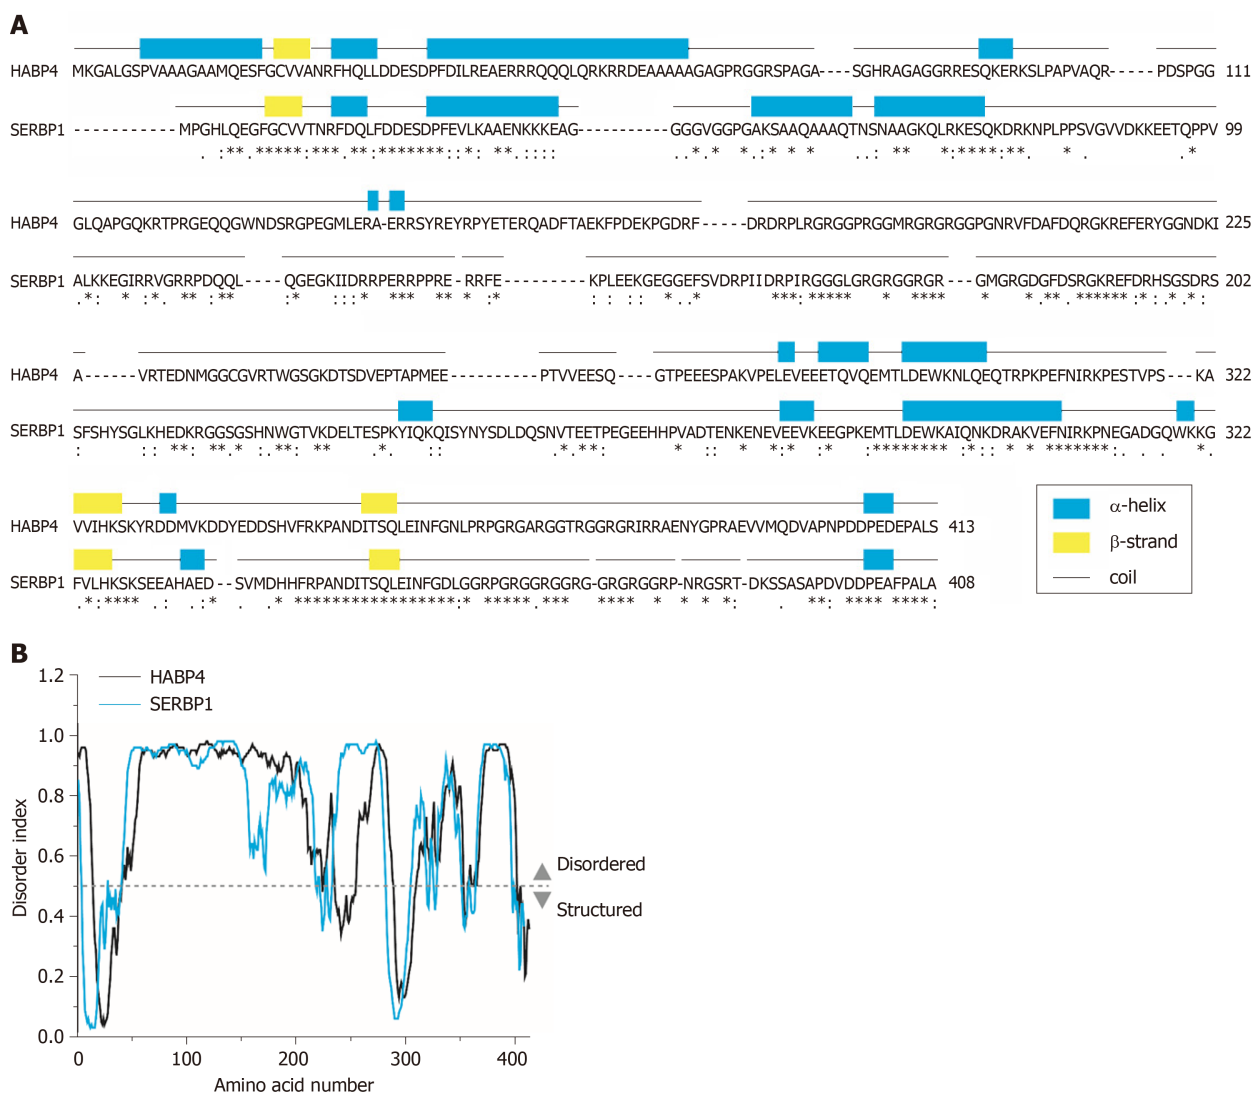 A
HABP4 MKGALGSPVAAAGAAMQESFGCVVANRFHQLLDDESDPFDILREAERRRQQQLQRKRRDEAAAAAGAGPRGGRSPAGA----SGHRAGAGGRRESQKERKSLPAPVAQR-----PDSPGG 111
SERBP1 ------------MPGHLQEGFGCVVTNRFDQLFDDESDPFEVLKAAENKKKEAG-----------GGGVGGPGAKSAAQAAAQTNSNAAGKQLRKESQKDRKNPLPPSVGVVDKKEETQPPV 99
. :** ***** *** ** ******** :: * ** .::::
HABP4 GLQAPGQKRTPRGEQQGWNDSRGPEGMLERA-ERRSYREYRPYETERQADFTAEKFPDEKPGDRF-----DRDRPLRGRGGPRGGMRGRGRGGPGNRVFDAFDQRGKREFERYGGNDKI 225
SERBP1 ALKKEGIRRVGRRPDQQL-----QGEGKIIDRRPERRPPRE-RRFE----------KPLEEKGEGGEFSVDRPIIDRPIRGRGGLGRGRGRGRGR---GMGRGDGFDSRGKREFDRHSGSDRS 202
HABP4 A------VRTEDNMGGCGVRTWGSGKDTSDVEPTAPMEE----------PTVVEESQ----GTPEEESPAKVPELEVEEETQVQEMTLDEWKNLQEQTRPKPEFNIRKPESTVPS---KA 322
SERBP1 SFSHYSGLKHEDKRGGSGSHNWGTVKDELTESPKYIQKQISYNYSDLDQSNVTEETPEGEEHHPVADTENKENEVEEVKEEGPKEMTLDEWKAIQNKDRAKVEFNIRKPNEGADGQWKKG 322
HABP4 VVIHKSKYRDDMVKDDYEDDSHVFRKPANDITSQLEINFGNLPRPGRGARGGTRGGRGRIRRAENYGPRAEVVMQDVAPNPDDPEDEPALS 413
SERBP1 FVLHKSKSEEAHAED--SVMDHHFRPANDITSQLEINFGDLGGRPGRGGRGGRGG-GRGRGGRP-NRGSRT-DKSSASAPDVDDPEAFPALA 408
α-helix
β-strand
coil
B
HABP4
SERBP1
Disorder index
1.2
1.0
0.8
0.6
0.4
0.2
0.0
Disordered
Structured
0 100 200 300 400
Amino acid number